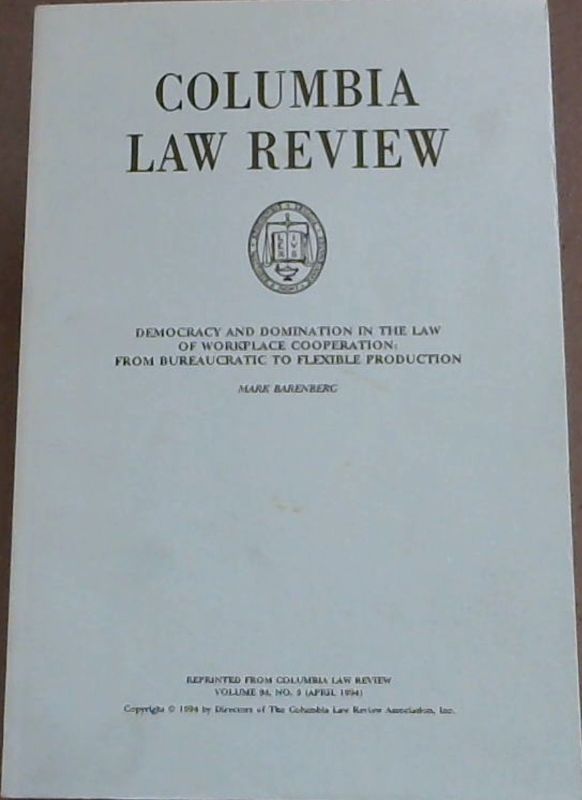 COLUMBIA
LAW REVIEW
LEX IVS
DEMOCRACY AND DOMINATION IN THE LAW
OF WORKPLACE COOPERATION:
FROM BUREAUCRATIC TO FLEXIBLE PRODUCTION
MARK BARENBERG
REPRINTED FROM COLUMBIA LAW REVIEW
VOLUME 94, NO. 3 (APRIL 1994)
Copyright © 1994 by Directors of The Columbia Law Review Association, Inc.